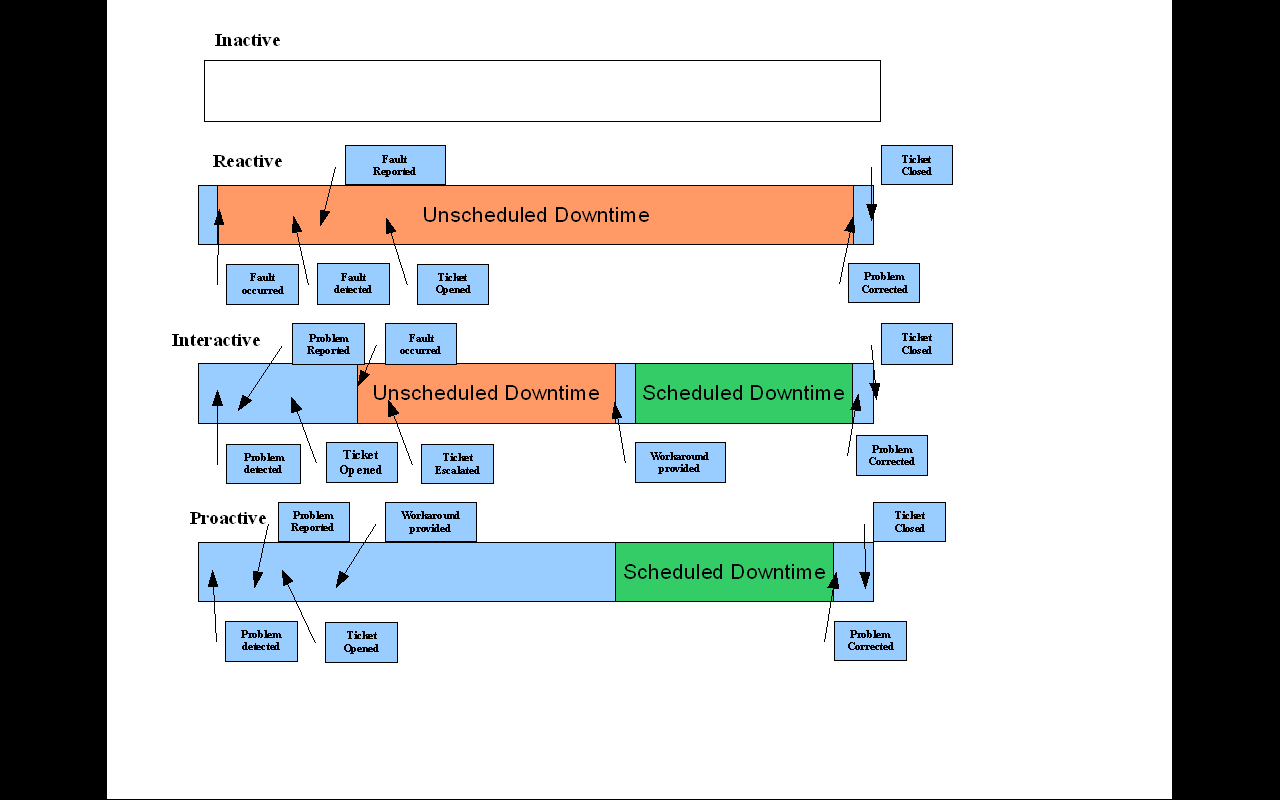 Inactive
Reactive
Fault
Reported
Ticket
Closed
Unscheduled Downtime
Fault
occurred
Fault
detected
Ticket
Opened
Problem
Corrected
Interactive
Problem
Reported
Fault
occurred
Ticket
Closed
Unscheduled Downtime
Scheduled Downtime
Problem
detected
Ticket
Opened
Ticket
Escalated
Workaround
provided
Problem
Corrected
Proactive
Problem
Reported
Workaround
provided
Ticket
Closed
Scheduled Downtime
Problem
detected
Ticket
Opened
Problem
Corrected